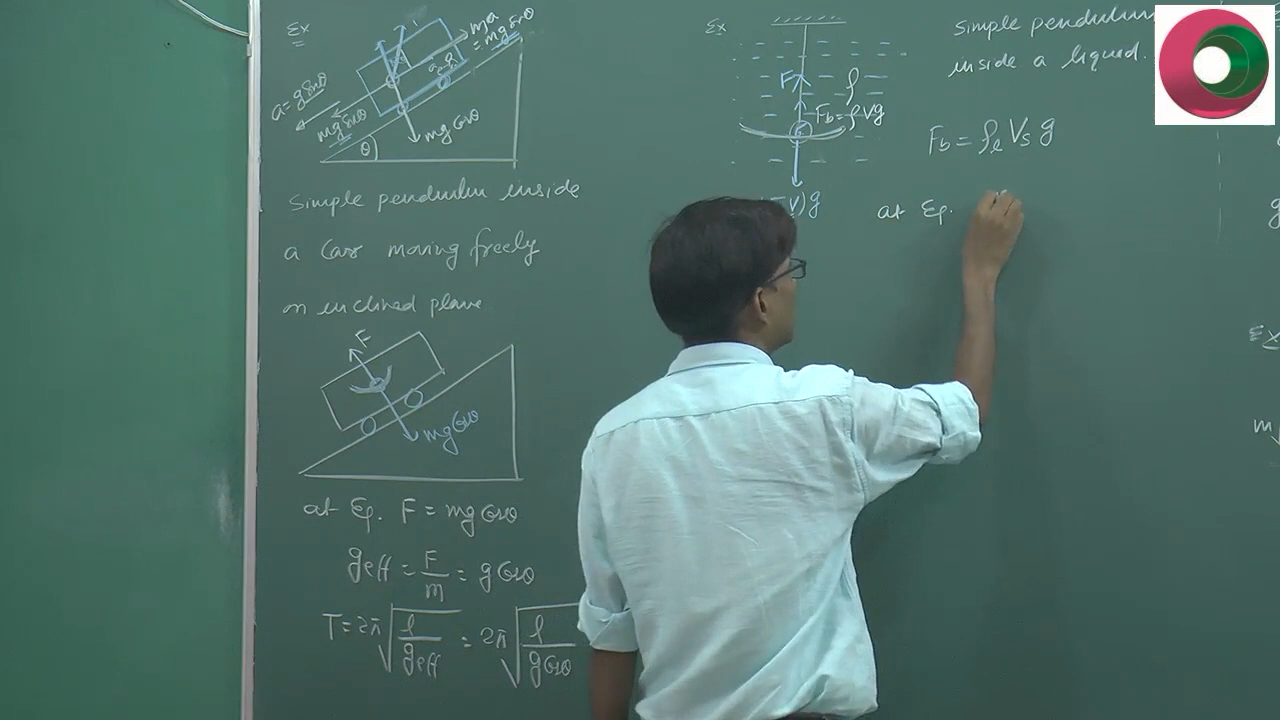 Ex
ma
= mg sinθ
a = g sinθ
mg sinθ
θ
mg cosθ
Simple pendulum inside
a Car moving freely
on inclined plane
F
mg cosθ
at Eq. F = mg cosθ
geff = F/m = g cosθ
T = 2π√(l/geff) = 2π√(l/g cosθ)
Ex
F
ρ
Fb = ρVg
V)g
Simple pendulum
inside a liquid.
Fb = ρl Vs g
at Eq.
Ex
m